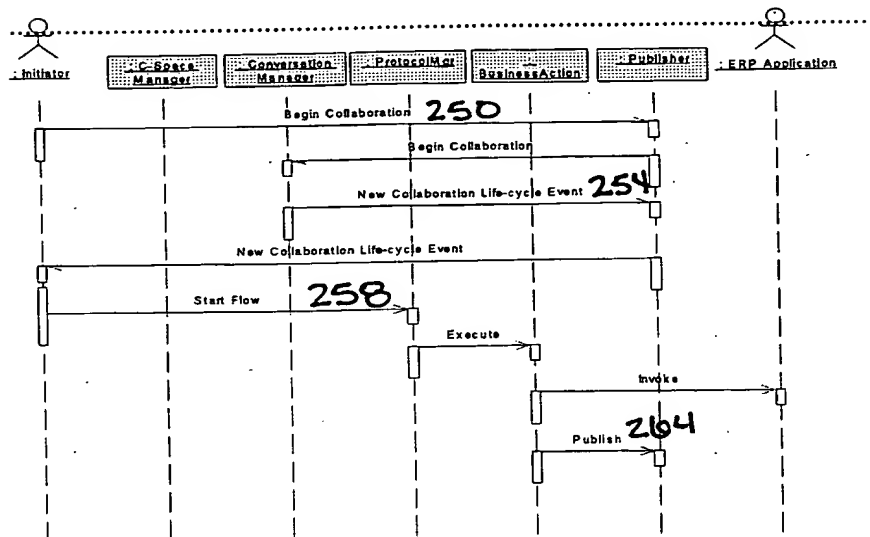 : Initiator
: C-Space
Manager
: Conversation
Manager
: ProtocolMgr
:
BusinessAction
: Publisher
: ERP Application
Begin Collaboration 250
Begin Collaboration
New Collaboration Life-cycle Event 254
New Collaboration Life-cycle Event
Start Flow 258
Execute
Invoke
Publish 264